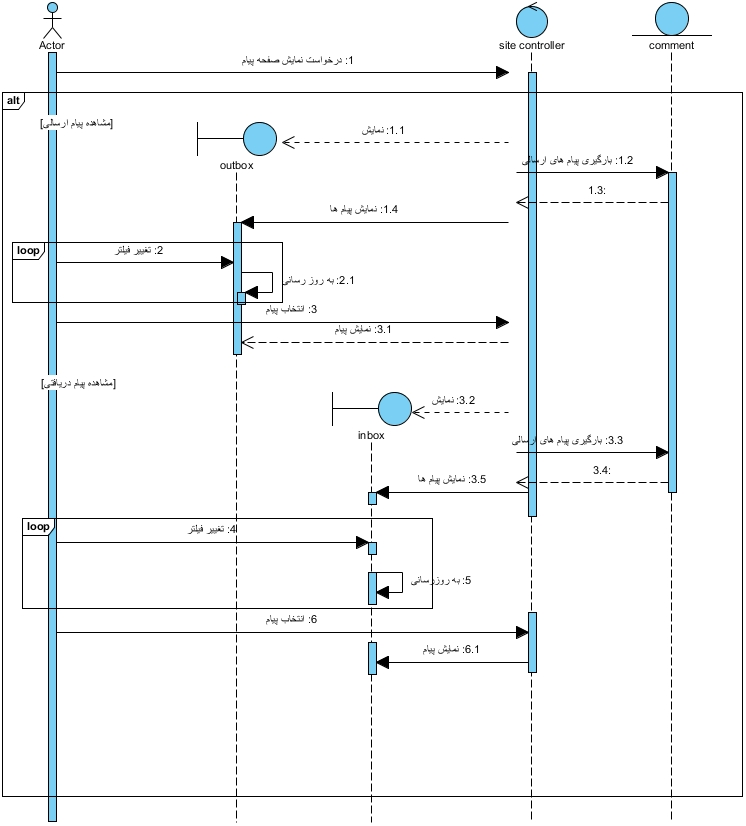 Actor
site controller
comment
1: درخواست نمایش صفحه پیام
alt
[مشاهده پیام ارسالی]
1.1: نمایش
outbox
1.2: بارگیری پیام های ارسالی
1.3:
1.4: نمایش پیام ها
loop
2: تغییر فیلتر
2.1: به روز رسانی
3: انتخاب پیام
3.1: نمایش پیام
[مشاهده پیام دریافتی]
3.2: نمایش
inbox
3.3: بارگیری پیام های ارسالی
3.4:
3.5: نمایش پیام ها
loop
4: تغییر فیلتر
5: به روزرسانی
6: انتخاب پیام
6.1: نمایش پیام